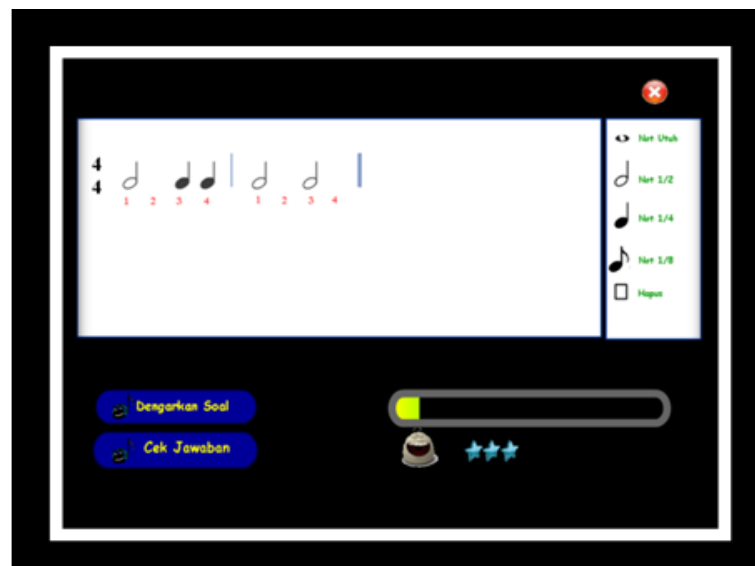 4
4
1 2 3 4 1 2 3 4
Not Utuh
Not 1/2
Not 1/4
Not 1/8
Hapus
Dengarkan Soal
Cek Jawaban